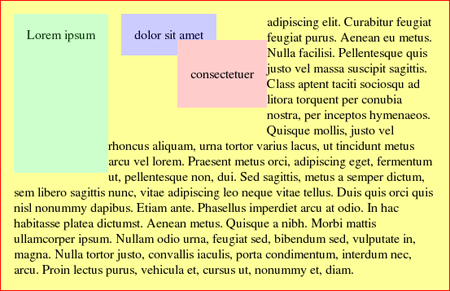 Lorem ipsum
dolor sit amet
consectetuer
adipiscing elit. Curabitur feugiat
feugiat purus. Aenean eu metus.
Nulla facilisi. Pellentesque quis
justo vel massa suscipit sagittis.
Class aptent taciti sociosqu ad
litora torquent per conubia
nostra, per inceptos hymenaeos.
Quisque mollis, justo vel
rhoncus aliquam, urna tortor varius lacus, ut tincidunt metus
arcu vel lorem. Praesent metus orci, adipiscing eget, fermentum
ut, pellentesque non, dui. Sed sagittis, metus a semper dictum,
sem libero sagittis nunc, vitae adipiscing leo neque vitae tellus. Duis quis orci quis
nisl nonummy dapibus. Etiam ante. Phasellus imperdiet arcu at odio. In hac
habitasse platea dictumst. Aenean metus. Quisque a nibh. Morbi mattis
ullamcorper ipsum. Nullam odio urna, feugiat sed, bibendum sed, vulputate in,
magna. Nulla tortor justo, convallis iaculis, porta condimentum, interdum nec,
arcu. Proin lectus purus, vehicula et, cursus ut, nonummy et, diam.